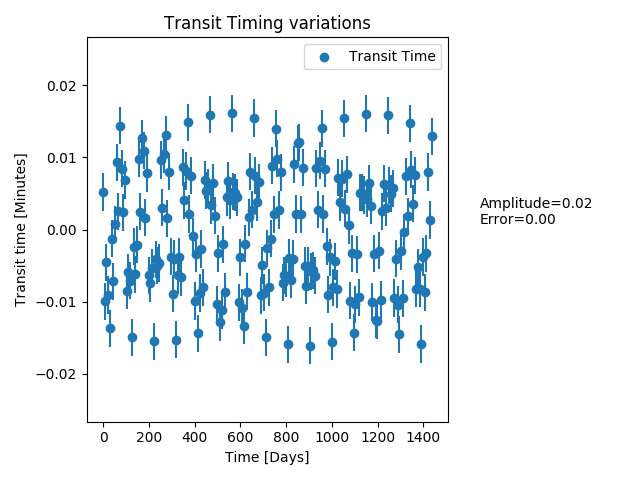 Transit Timing variations
Transit Time
Transit time [Minutes]
0.02
0.01
0.00
−0.01
−0.02
0
200
400
600
800
1000
1200
1400
Time [Days]
Amplitude=0.02
Error=0.00